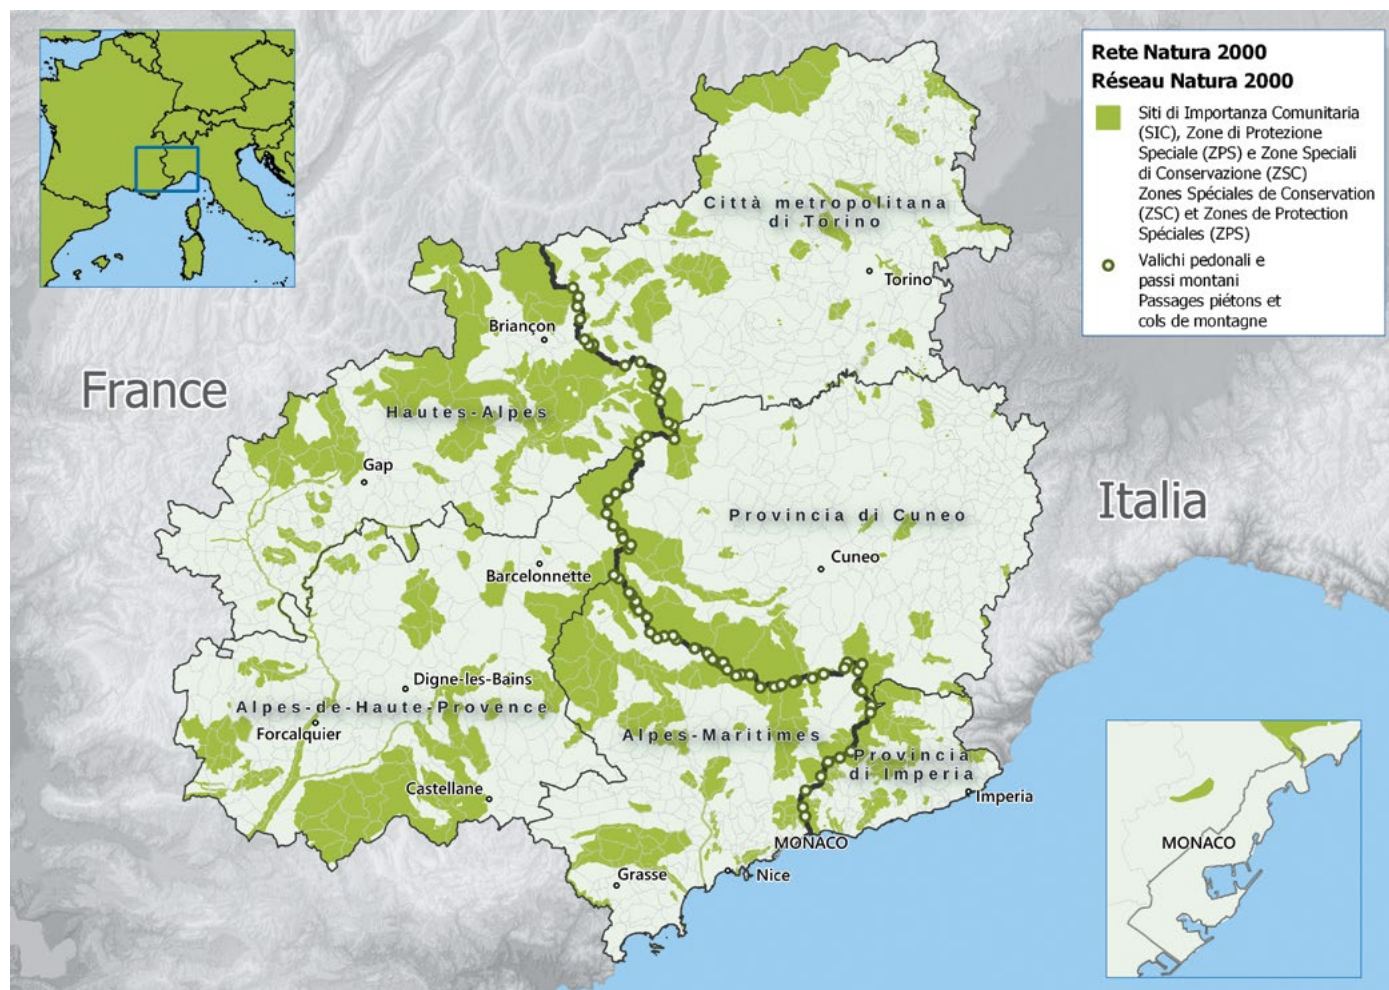 Rete Natura 2000
Réseau Natura 2000
Siti di Importanza Comunitaria
(SIC), Zone di Protezione
Speciale (ZPS) e Zone Speciali
di Conservazione (ZSC)
Zones Spéciales de Conservation
(ZSC) et Zones de Protection
Spéciales (ZPS)
Valichi pedonali e
passi montani
Passages piétons et
cols de montagne
Città metropolitana
di Torino
Torino
Briançon
France
Hautes-Alpes
Gap
Italia
Provincia di Cuneo
Cuneo
Barcelonnette
Digne-les-Bains
Alpes-de-Haute-Provence
Forcalquier
Alpes-Maritimes
Provincia
di Imperia
Castellane
Imperia
MONACO
Grasse
Nice
MONACO